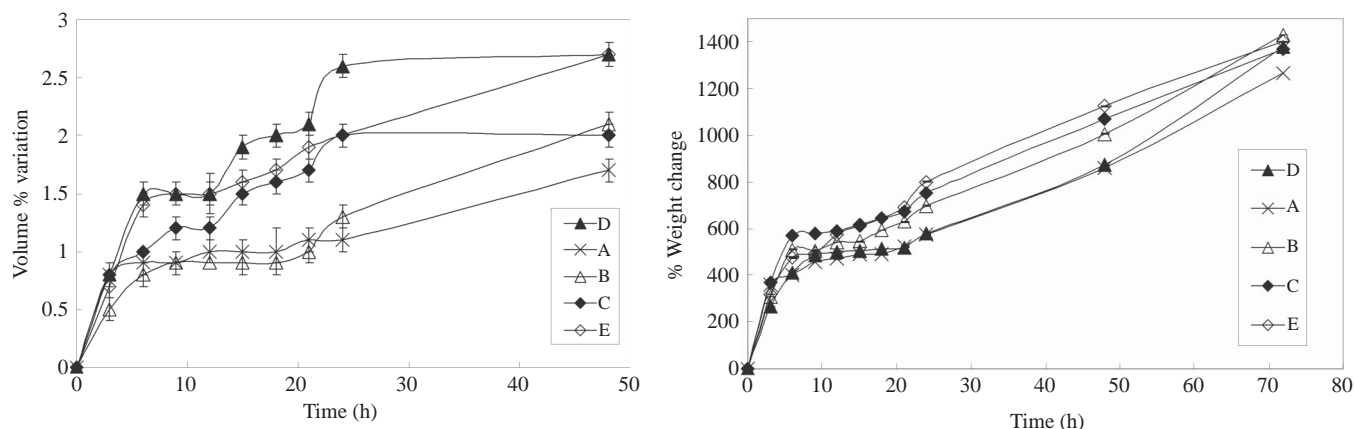 3
2.5
2
1.5
1
0.5
0
Volume % variation
0 10 20 30 40 50
Time (h)
D
A
B
C
E
1400
1200
1000
800
600
400
200
0
% Weight change
0 10 20 30 40 50 60 70 80
Time (h)
D
A
B
C
E